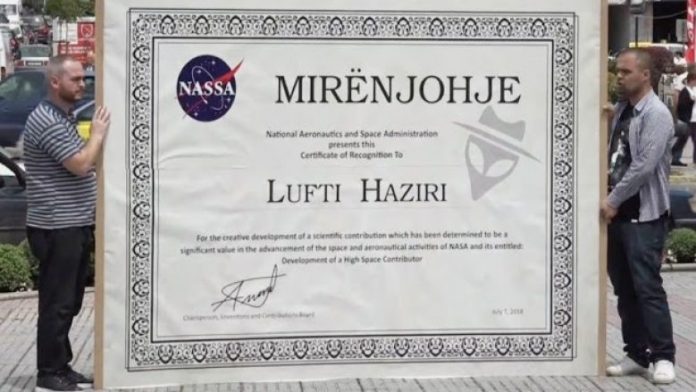 NASSA
MIRËNJOHJE
National Aeronautics and Space Administration
presents this
Certificate of Recognition To
LUFTI HAZIRI
For the creative development of a scientific contribution which has been determined to be a
significant value in the advancement of the space and aeronautical activities of NASA and its entitled:
Development of a High Space Contributor
Chairsperson, Inventions and Contributions Board
July 7, 2018